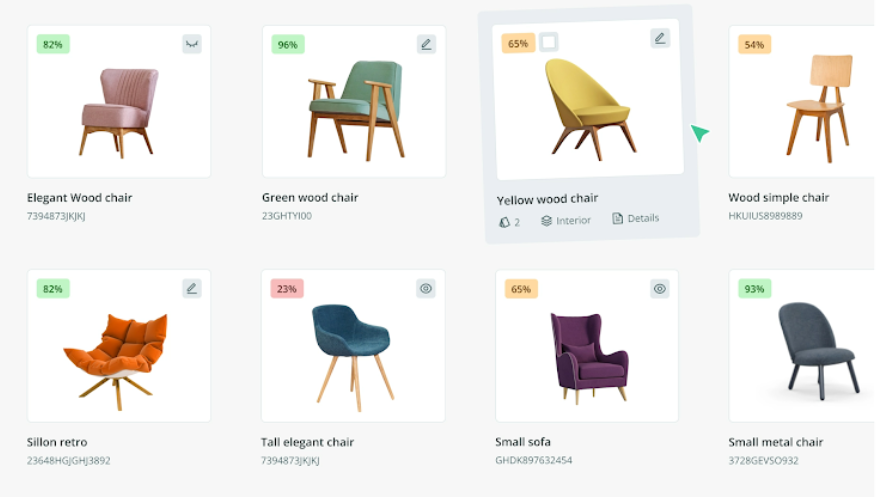 82%
96%
65%
54%
Elegant Wood chair
7394873JKJKJ
Green wood chair
23GHTYI00
Yellow wood chair
2 Interior Details
Wood simple chair
HKUIUS8989889
82%
23%
65%
93%
Sillon retro
23648HGJGHJ3892
Tall elegant chair
7394873JKJKJ
Small sofa
GHDK897632454
Small metal chair
3728GEVSO932